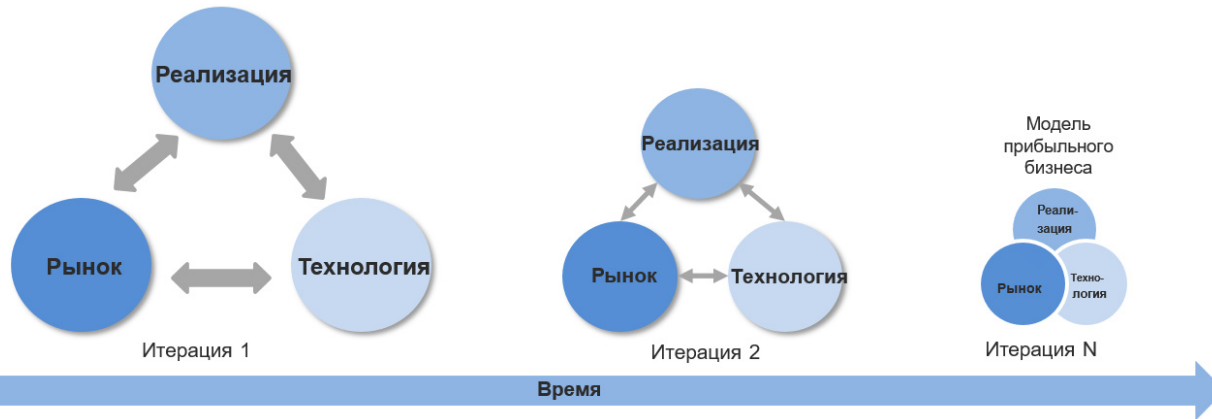 Реализация
Рынок
Технология
Итерация 1
Реализация
Рынок
Технология
Итерация 2
Модель
прибыльного
бизнеса
Реали-
зация
Рынок
Техно-
логия
Итерация N
Время